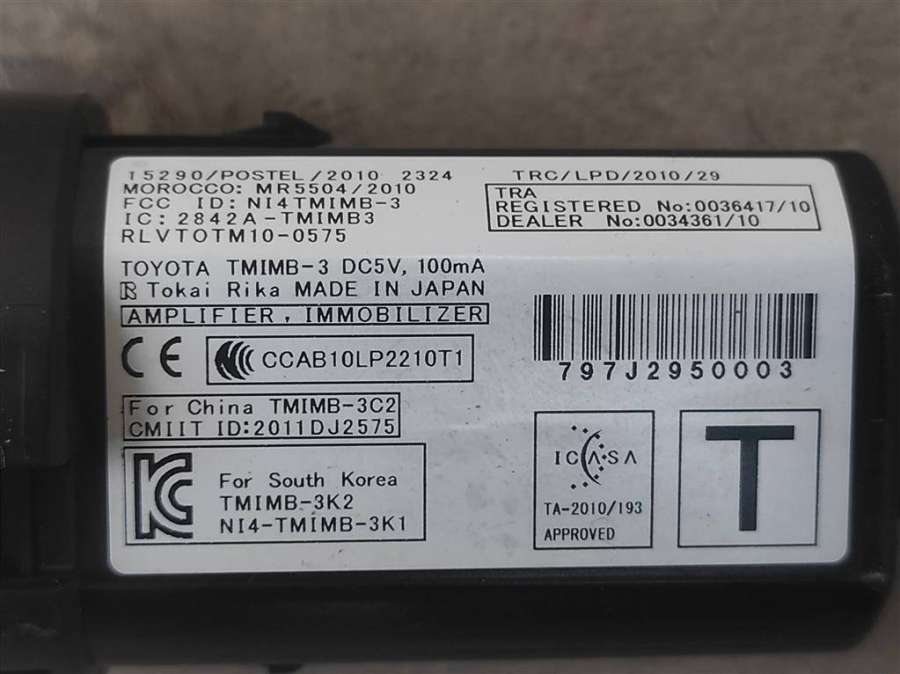 15290/POSTEL/2010 2324
MOROCCO: MR5504/2010
FCC ID: NI4TMIMB-3
IC: 2842A-TMIMB3
RLVTOTM10-0575
TRC/LPD/2010/29
TRA
REGISTERED No:0036417/10
DEALER No:0034361/10
TOYOTA TMIMB-3 DC5V, 100mA
R Tokai Rika MADE IN JAPAN
AMPLIFIER , IMMOBILIZER
CE
CCAB10LP2210T1
797J2950003
For China TMIMB-3C2
CMIIT ID:2011DJ2575
KC
For South Korea
TMIMB-3K2
NI4-TMIMB-3K1
ICASA
TA-2010/193
APPROVED
T